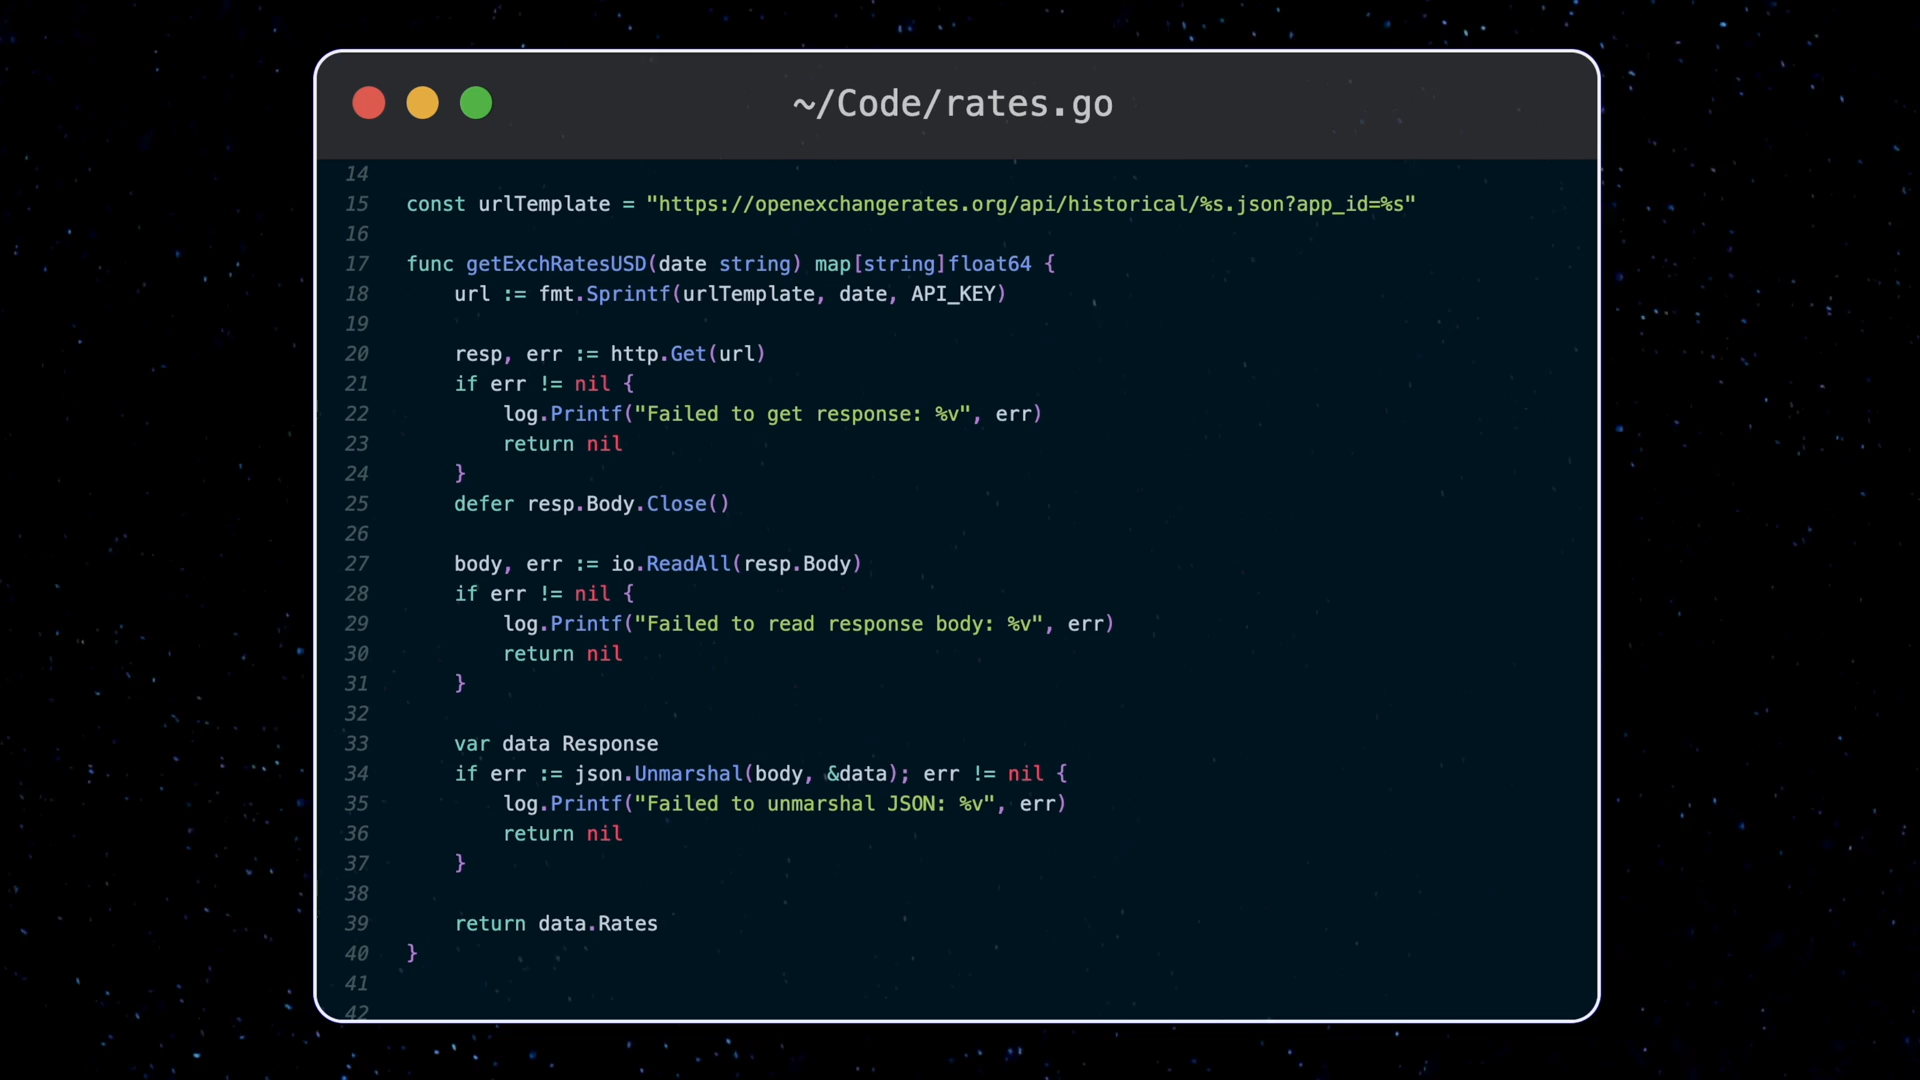 ~/Code/rates.go
14
15 const urlTemplate = "https://openexchangerates.org/api/historical/%s.json?app_id=%s"
16
17 func getExchRatesUSD(date string) map[string]float64 {
18     url := fmt.Sprintf(urlTemplate, date, API_KEY)
19
20     resp, err := http.Get(url)
21     if err != nil {
22         log.Printf("Failed to get response: %v", err)
23         return nil
24     }
25     defer resp.Body.Close()
26
27     body, err := io.ReadAll(resp.Body)
28     if err != nil {
29         log.Printf("Failed to read response body: %v", err)
30         return nil
31     }
32
33     var data Response
34     if err := json.Unmarshal(body, &data); err != nil {
35         log.Printf("Failed to unmarshal JSON: %v", err)
36         return nil
37     }
38
39     return data.Rates
40 }
41
42